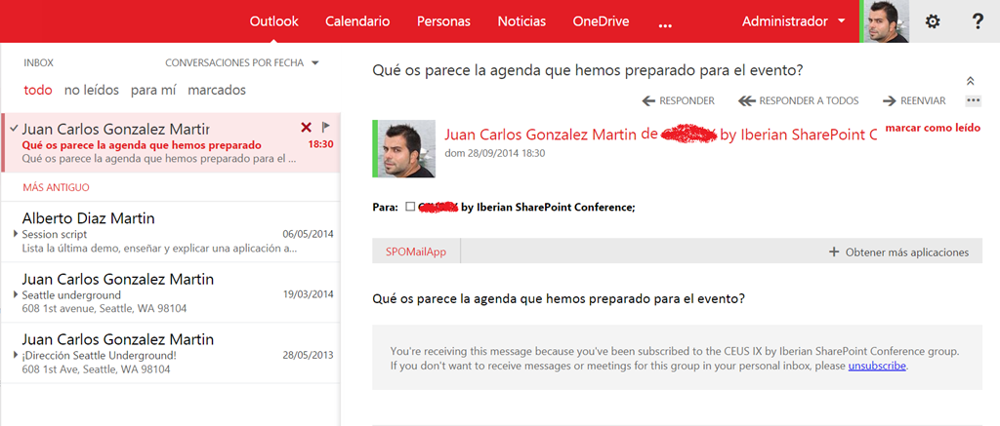 Outlook Calendario Personas Noticias OneDrive ... Administrador ?
INBOX CONVERSACIONES POR FECHA
todo no leídos para mí marcados
Juan Carlos Gonzalez Martin
Qué os parece la agenda que hemos preparado 18:30
Qué os parece la agenda que hemos preparado para el ...
MÁS ANTIGUO
Alberto Diaz Martin
Session script 06/05/2014
Lista la última demo, enseñar y explicar una aplicación a...
Juan Carlos Gonzalez Martin
Seattle underground 19/03/2014
608 1st avenue, Seattle, WA 98104
Juan Carlos Gonzalez Martin
¡Dirección Seattle Underground! 28/05/2013
608 1st Ave, Seattle, WA 98104
Qué os parece la agenda que hemos preparado para el evento?
RESPONDER RESPONDER A TODOS REENVIAR ...
marcar como leído
Juan Carlos Gonzalez Martin de by Iberian SharePoint C
dom 28/09/2014 18:30
Para: by Iberian SharePoint Conference;
SPOMailApp + Obtener más aplicaciones
Qué os parece la agenda que hemos preparado para el evento?
You're receiving this message because you've been subscribed to the CEUS IX by Iberian SharePoint Conference group.
If you don't want to receive messages or meetings for this group in your personal inbox, please unsubscribe.